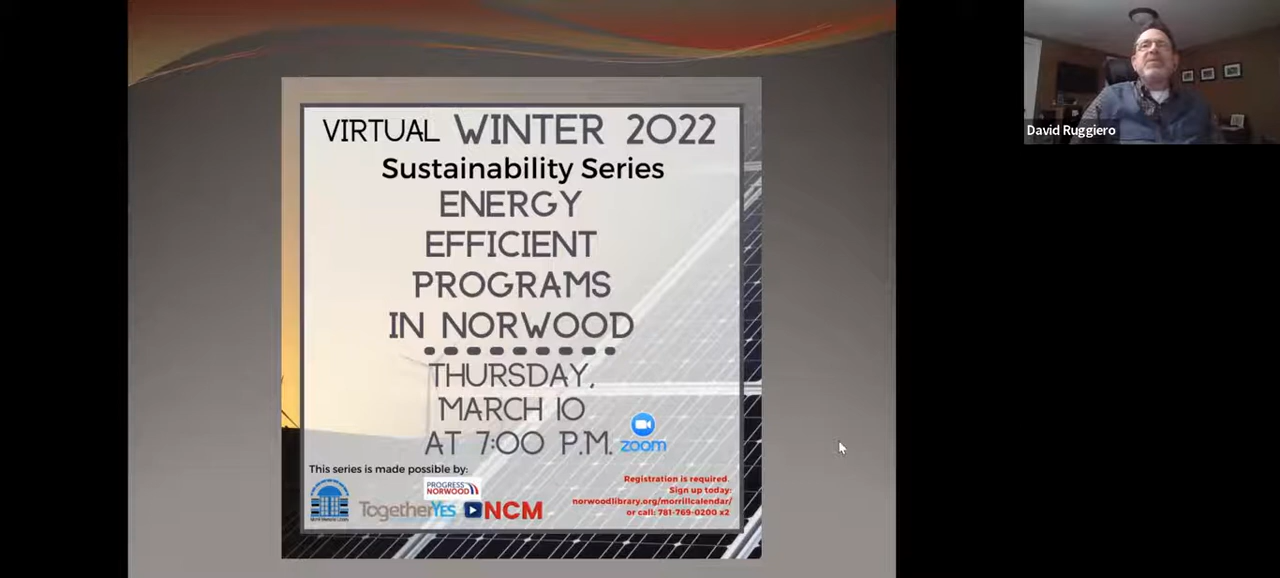 VIRTUAL WINTER 2022
Sustainability Series
ENERGY
EFFICIENT
PROGRAMS
IN NORWOOD
THURSDAY,
MARCH 10
AT 7:00 P.M.
zoom
This series is made possible by:
PROGRESS
NORWOOD
TogetherYES
NCM
Registration is required.
Sign up today:
norwoodlibrary.org/morrillcalendar/
or call: 781-769-0200 x2
David Ruggiero